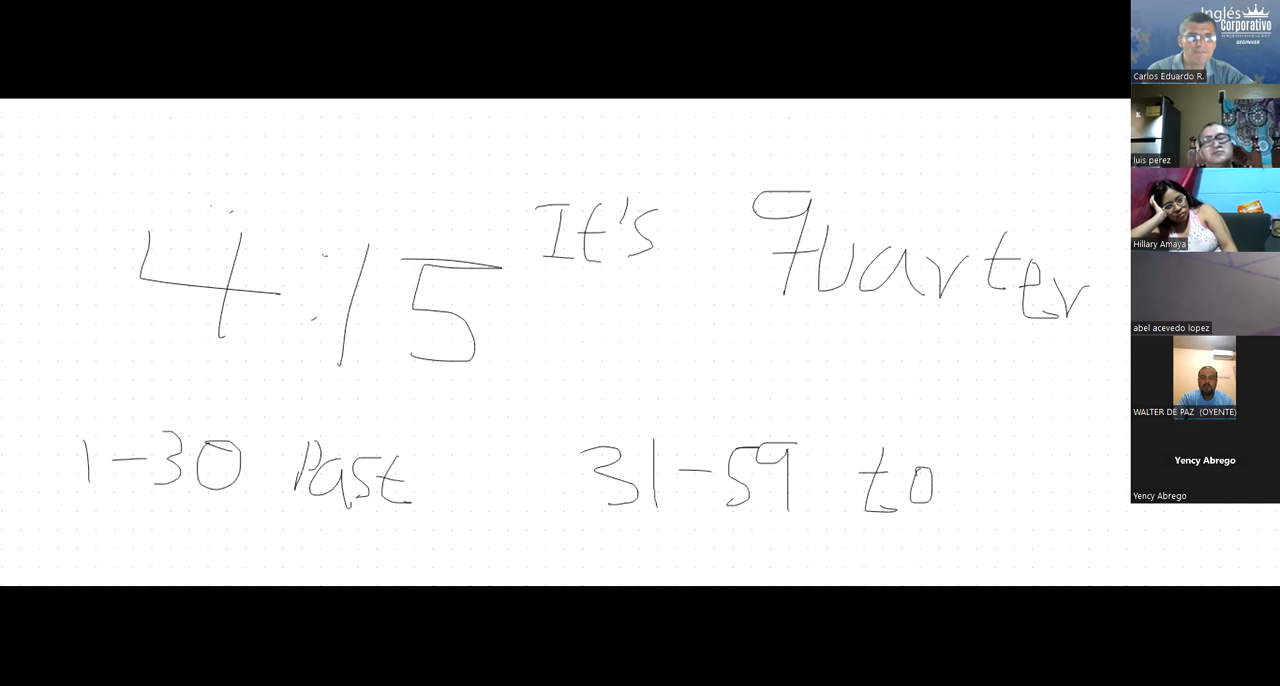 4:15 It's quarter
1-30 Past 31-59 to
Inglés
Corporativo
BEGINNER
Carlos Eduardo R.
luis perez
Hillary Amaya
abel acevedo lopez
WALTER DE PAZ (OYENTE)
Yency Abrego
Yency Abrego